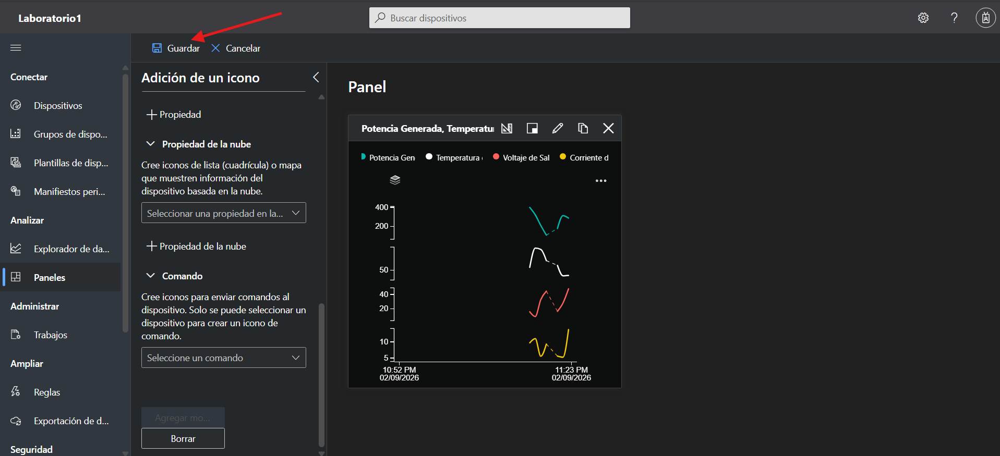 Laboratorio1
Buscar dispositivos
?
Guardar
Cancelar
Conectar
Dispositivos
Grupos de dispo...
Plantillas de disp...
Manifiestos peri...
Analizar
Explorador de da...
Paneles
Administrar
Trabajos
Ampliar
Reglas
Exportación de d...
Seguridad
Adición de un icono
Propiedad
Propiedad de la nube
Cree iconos de lista (cuadrícula) o mapa
que muestren información del
dispositivo basada en la nube.
Seleccionar una propiedad en la...
Propiedad de la nube
Comando
Cree iconos para enviar comandos al
dispositivo. Solo se puede seleccionar un
dispositivo para crear un icono de
comando.
Seleccione un comando
Agregar mo...
Borrar
Panel
Potencia Generada, Temperatu
Potencia Gen
Temperatura
Voltaje de Sal
Corriente d
400
200
50
40
20
10
5
10:52 PM
02/09/2026
11:23 PM
02/09/2026